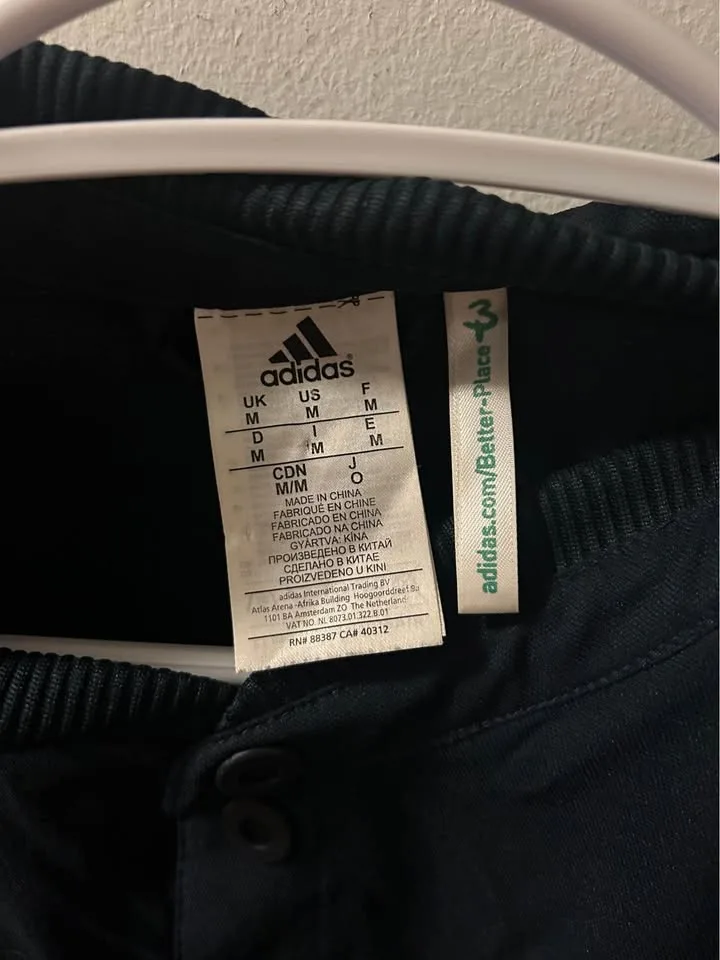 adidas
UK US F
M M M
D I E
M M M
CDN J
M/M O
MADE IN CHINA
FABRIQUÉ EN CHINE
FABRICADO EN CHINA
FABRICADO NA CHINA
GYÁRTVA: KÍNA
ПРОИЗВЕДЕНО В КИТАЙ
СДЕЛАНО В КИТАЕ
PROIZVEDENO U KINI
adidas International Trading BV
Atlas Arena -Afrika Building Hoogoorddreef 9a
1101 BA Amsterdam ZO The Netherland
VAT NO. NL 8073.01.322.B.01
RN# 88387 CA# 40312
adidas.com/Better-Place